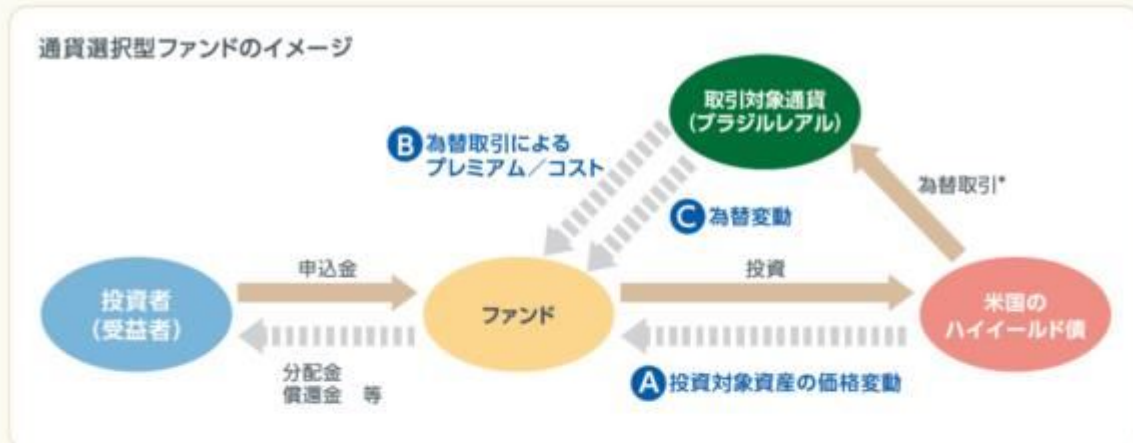 通貨選択型ファンドのイメージ
取引対象通貨
(ブラジルレアル)
B 為替取引による
プレミアム／コスト
為替取引*
C 為替変動
申込金
投資
投資者
(受益者)
ファンド
米国の
ハイイールド債
分配金
償還金 等
A 投資対象資産の価格変動